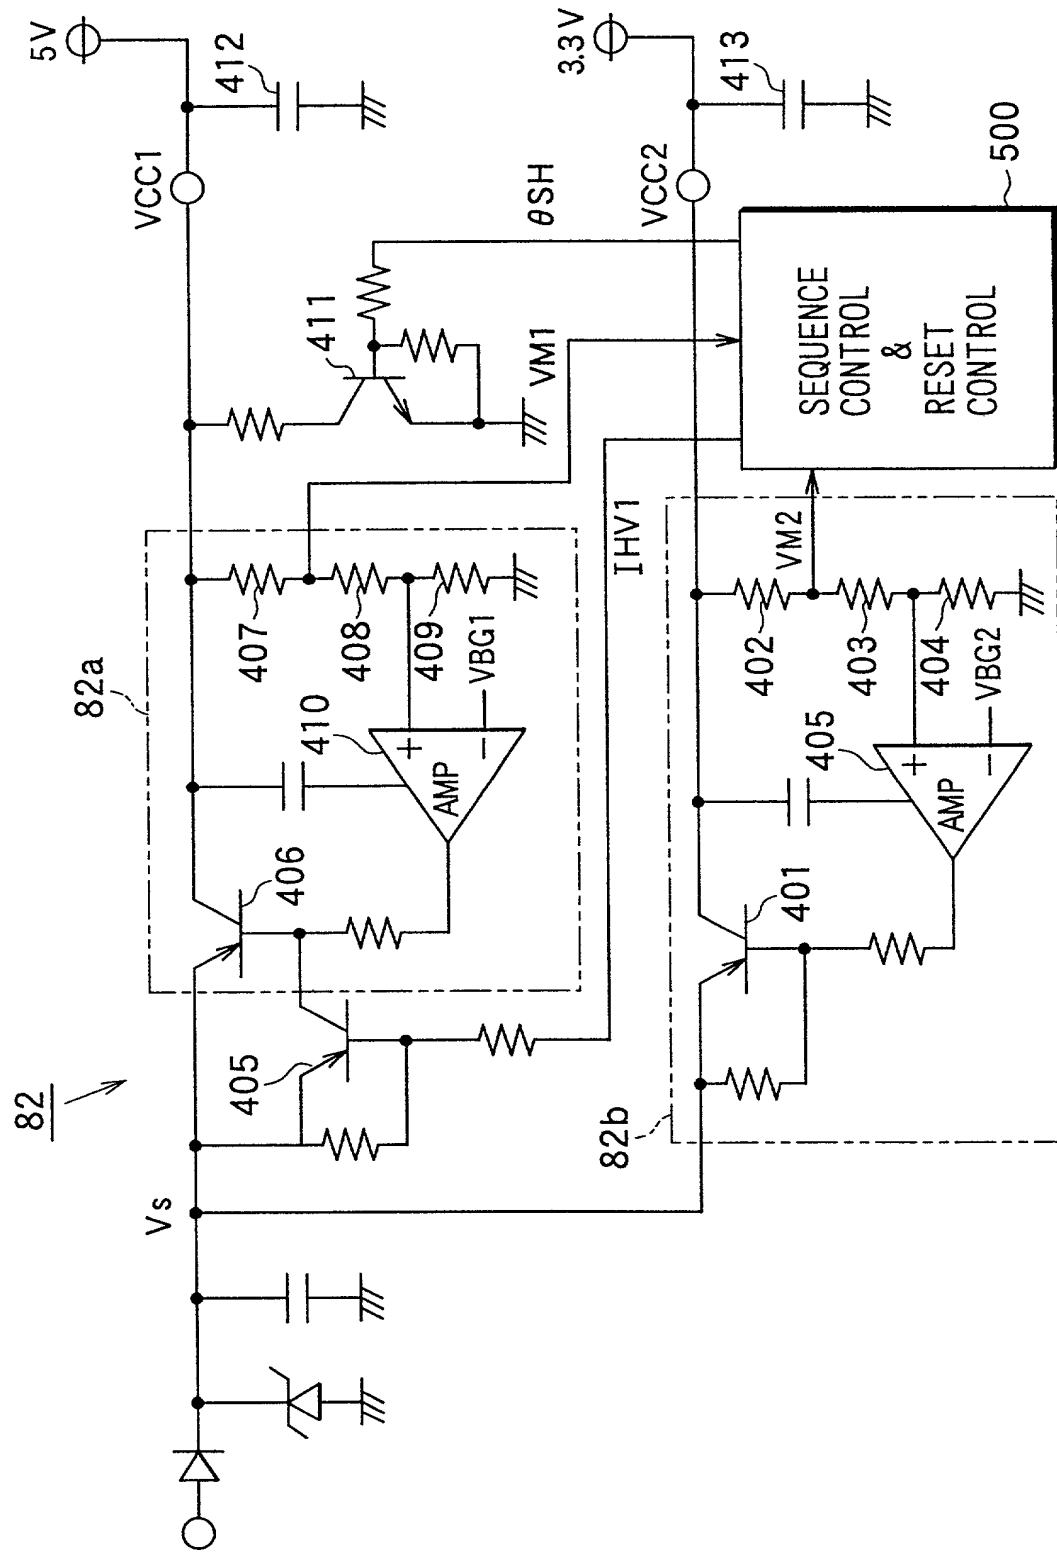 82
Vs
82a
405
406
410
AMP
+
−
VBG1
407
408
409
VCC1
5V
412
411
VM1
θSH
IHV1
82b
401
405
AMP
+
−
VBG2
402
403
404
VM2
VCC2
3.3V
413
500
SEQUENCE
CONTROL
&
RESET
CONTROL